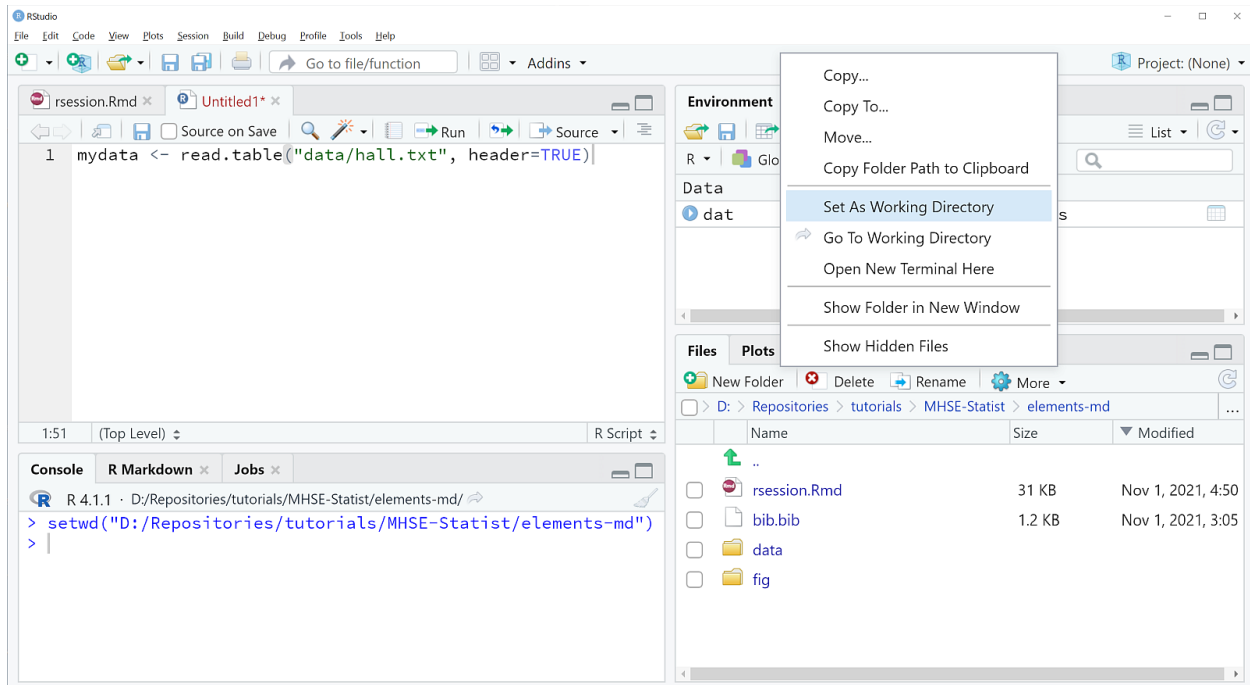 RStudio
File Edit Code View Plots Session Build Debug Profile Tools Help
Go to file/function Addins Project: (None)
rsession.Rmd Untitled1*
Source on Save Run Source
1 mydata <- read.table("data/hall.txt", header=TRUE)
1:51 (Top Level) R Script
Console R Markdown Jobs
R 4.1.1 · D:/Repositories/tutorials/MHSE-Statist/elements-md/
> setwd("D:/Repositories/tutorials/MHSE-Statist/elements-md")
>
Environment
List
R Glo
Data
dat s
Copy...
Copy To...
Move...
Copy Folder Path to Clipboard
Set As Working Directory
Go To Working Directory
Open New Terminal Here
Show Folder in New Window
Show Hidden Files
Files Plots
New Folder Delete Rename More
D: Repositories tutorials MHSE-Statist elements-md ...
Name Size Modified
..
rsession.Rmd 31 KB Nov 1, 2021, 4:50
bib.bib 1.2 KB Nov 1, 2021, 3:05
data
fig